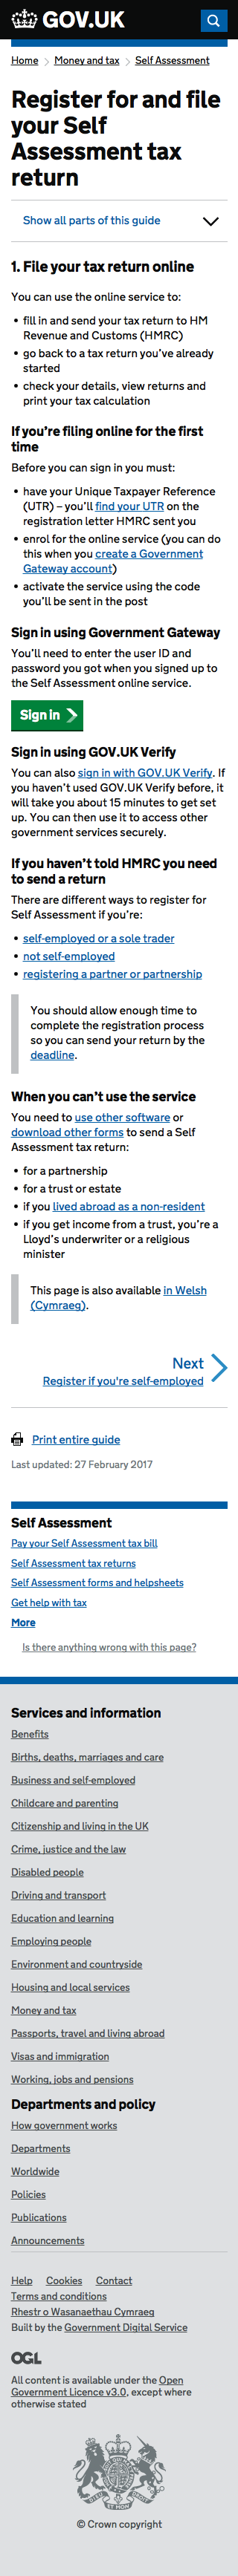 GOV.UK
Home > Money and tax > Self Assessment
Register for and file
your Self
Assessment tax
return
Show all parts of this guide
1. File your tax return online
You can use the online service to:
• fill in and send your tax return to HM
Revenue and Customs (HMRC)
• go back to a tax return you've already
started
• check your details, view returns and
print your tax calculation
If you're filing online for the first
time
Before you can sign in you must:
• have your Unique Taxpayer Reference
(UTR) – you'll find your UTR on the
registration letter HMRC sent you
• enrol for the online service (you can do
this when you create a Government
Gateway account)
• activate the service using the code
you'll be sent in the post
Sign in using Government Gateway
You'll need to enter the user ID and
password you got when you signed up to
the Self Assessment online service.
Sign in
Sign in using GOV.UK Verify
You can also sign in with GOV.UK Verify. If
you haven't used GOV.UK Verify before, it
will take you about 15 minutes to get set
up. You can then use it to access other
government services securely.
If you haven't told HMRC you need
to send a return
There are different ways to register for
Self Assessment if you're:
• self-employed or a sole trader
• not self-employed
• registering a partner or partnership
You should allow enough time to
complete the registration process
so you can send your return by the
deadline.
When you can't use the service
You need to use other software or
download other forms to send a Self
Assessment tax return:
• for a partnership
• for a trust or estate
• if you lived abroad as a non-resident
• if you get income from a trust, you're a
Lloyd's underwriter or a religious
minister
This page is also available in Welsh
(Cymraeg).
Next
Register if you're self-employed
Print entire guide
Last updated: 27 February 2017
Self Assessment
Pay your Self Assessment tax bill
Self Assessment tax returns
Self Assessment forms and helpsheets
Get help with tax
More
Is there anything wrong with this page?
Services and information
Benefits
Births, deaths, marriages and care
Business and self-employed
Childcare and parenting
Citizenship and living in the UK
Crime, justice and the law
Disabled people
Driving and transport
Education and learning
Employing people
Environment and countryside
Housing and local services
Money and tax
Passports, travel and living abroad
Visas and immigration
Working, jobs and pensions
Departments and policy
How government works
Departments
Worldwide
Policies
Publications
Announcements
Help Cookies Contact
Terms and conditions
Rhestr o Wasanaethau Cymraeg
Built by the Government Digital Service
OGL
All content is available under the Open
Government Licence v3.0, except where
otherwise stated
© Crown copyright